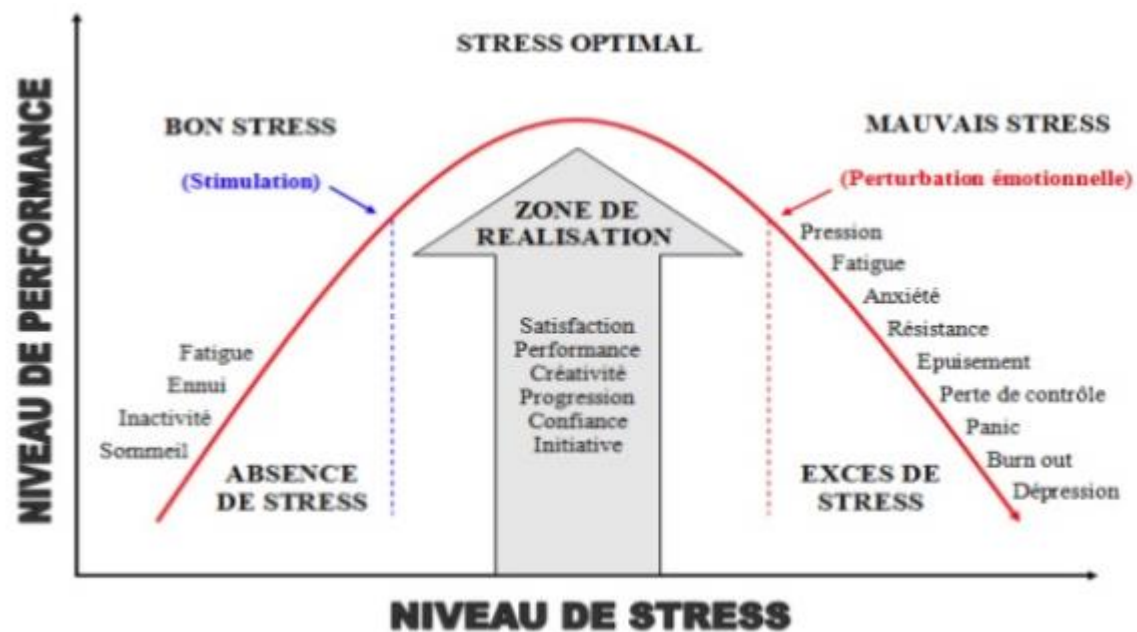 STRESS OPTIMAL
BON STRESS
MAUVAIS STRESS
(Stimulation)
(Perturbation émotionnelle)
ZONE DE
REALISATION
Satisfaction
Performance
Créativité
Progression
Confiance
Initiative
Fatigue
Ennui
Inactivité
Sommeil
ABSENCE
DE STRESS
Pression
Fatigue
Anxiété
Résistance
Epuisement
Perte de contrôle
Panic
Burn out
Dépression
EXCES DE
STRESS
NIVEAU DE PERFORMANCE
NIVEAU DE STRESS